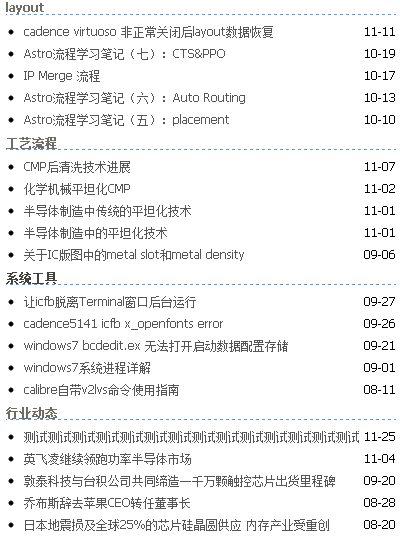 layout
cadence virtuoso 非正常关闭后layout数据恢复 11-11
Astro流程学习笔记（七）：CTS&PPO 10-19
IP Merge 流程 10-17
Astro流程学习笔记（六）：Auto Routing 10-13
Astro流程学习笔记（五）：placement 10-10
工艺流程
CMP后清洗技术进展 11-07
化学机械平坦化CMP 11-02
半导体制造中传统的平坦化技术 11-01
半导体制造中的平坦化技术 11-01
关于IC版图中的metal slot和metal density 09-06
系统工具
让icfb脱离Terminal窗口后台运行 09-27
cadence5141 icfb x_openfonts error 09-26
windows7 bcdedit.ex 无法打开启动数据配置存储 09-21
windows7系统进程详解 09-01
calibre自带v2lvs命令使用指南 08-11
行业动态
测试测试测试测试测试测试测试测试测试测试测试测试测试测试 11-25
英飞凌继续领跑功率半导体市场 11-04
敦泰科技与台积公司共同缔造一千万颗触控芯片出货里程碑 09-20
乔布斯辞去苹果CEO转任董事长 08-28
日本地震损及全球25%的芯片硅晶圆供应 内存产业受重创 08-20